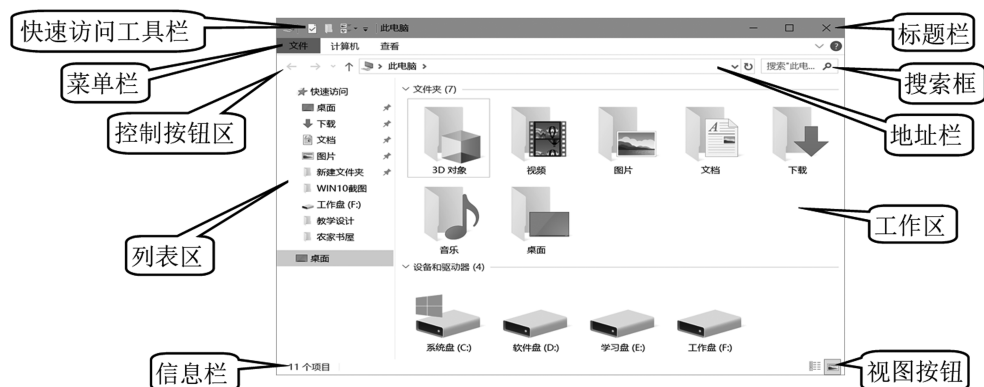 快速访问工具栏
此电脑
标题栏
文件 计算机 查看
菜单栏
此电脑
搜索"此电...
搜索框
控制按钮区
地址栏
快速访问
桌面
下载
文档
图片
新建文件夹
WIN10截图
工作盘 (F:)
教学设计
农家书屋
桌面
列表区
文件夹 (7)
3D 对象 视频 图片 文档 下载
音乐 桌面
工作区
设备和驱动器 (4)
系统盘 (C:) 软件盘 (D:) 学习盘 (E:) 工作盘 (F:)
信息栏
11 个项目
视图按钮